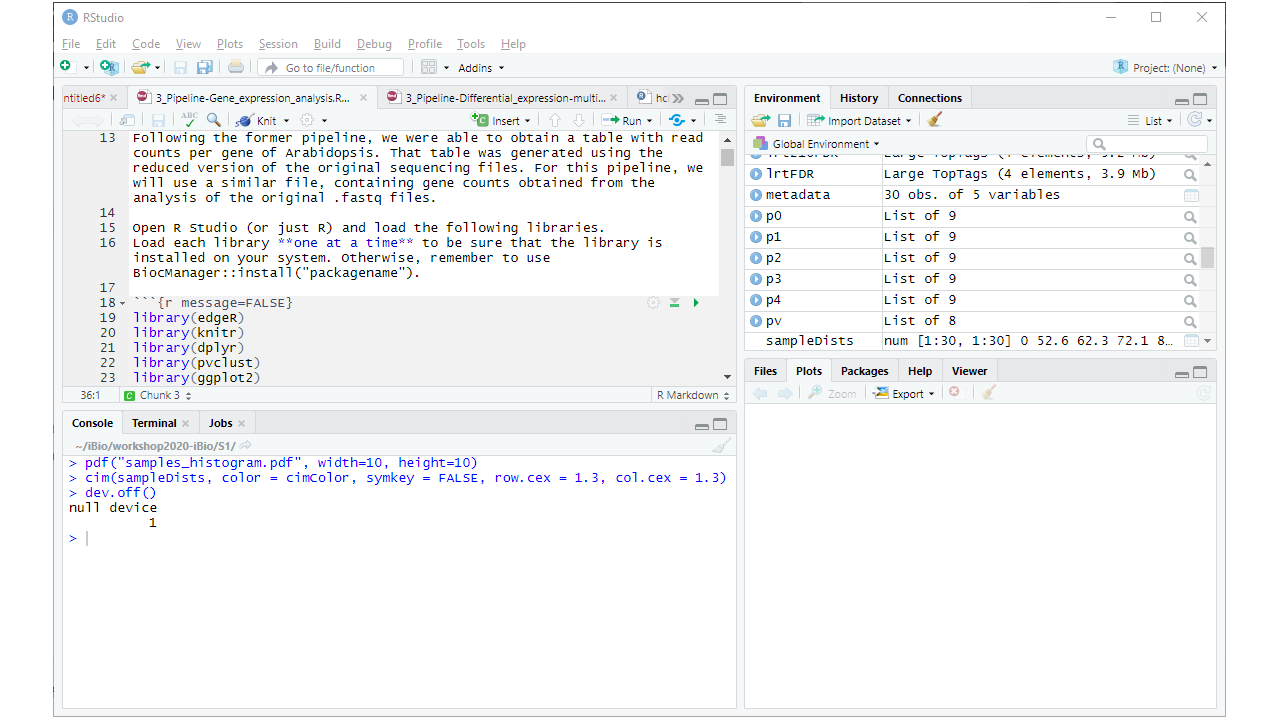 RStudio
File Edit Code View Plots Session Build Debug Profile Tools Help
Go to file/function Addins Project: (None)
ntitled6* 3_Pipeline-Gene_expression_analysis.R... 3_Pipeline-Differential_expression-multi... hcl
ABC Knit Insert Run
13 Following the former pipeline, we were able to obtain a table with read
counts per gene of Arabidopsis. That table was generated using the
reduced version of the original sequencing files. For this pipeline, we
will use a similar file, containing gene counts obtained from the
analysis of the original .fastq files.
14
15 Open R Studio (or just R) and load the following libraries.
16 Load each library **one at a time** to be sure that the library is
installed on your system. Otherwise, remember to use
BiocManager::install("packagename").
17
18 ```{r message=FALSE}
19 library(edgeR)
20 library(knitr)
21 library(dplyr)
22 library(pvclust)
23 library(ggplot2)
36:1 C Chunk 3 R Markdown
Console Terminal Jobs
~/iBio/workshop2020-iBio/S1/
> pdf("samples_histogram.pdf", width=10, height=10)
> cim(sampleDists, color = cimColor, symkey = FALSE, row.cex = 1.3, col.cex = 1.3)
> dev.off()
null device
1
>
Environment History Connections
Import Dataset List
Global Environment
lrtFDR Large TopTags (4 elements, 3.9 Mb)
metadata 30 obs. of 5 variables
p0 List of 9
p1 List of 9
p2 List of 9
p3 List of 9
p4 List of 9
pv List of 8
sampleDists num [1:30, 1:30] 0 52.6 62.3 72.1 8...
Files Plots Packages Help Viewer
Zoom Export